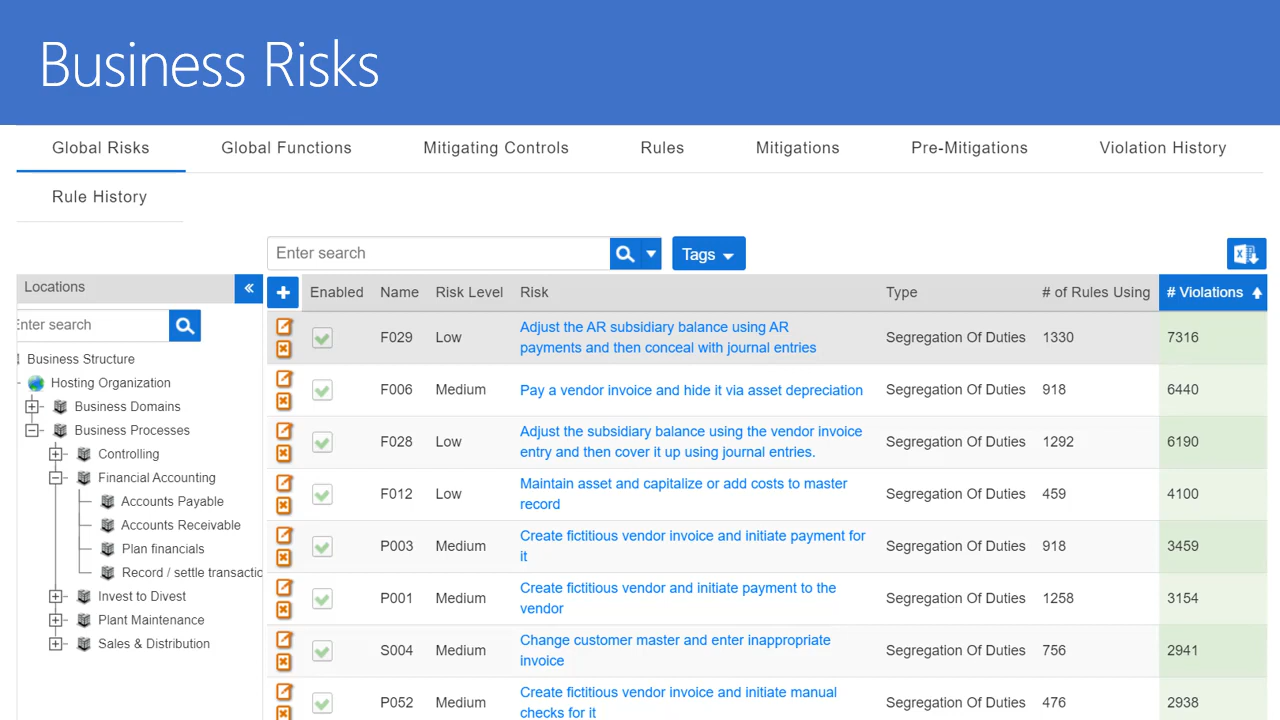 Business Risks
Global Risks Global Functions Mitigating Controls Rules Mitigations Pre-Mitigations Violation History
Rule History
Enter search Tags
Locations
Enter search
Business Structure
Hosting Organization
Business Domains
Business Processes
Controlling
Financial Accounting
Accounts Payable
Accounts Receivable
Plan financials
Record / settle transactio
Invest to Divest
Plant Maintenance
Sales & Distribution
Enabled Name Risk Level Risk Type # of Rules Using # Violations
F029 Low Adjust the AR subsidiary balance using AR
payments and then conceal with journal entries Segregation Of Duties 1330 7316
F006 Medium Pay a vendor invoice and hide it via asset depreciation Segregation Of Duties 918 6440
F028 Low Adjust the subsidiary balance using the vendor invoice
entry and then cover it up using journal entries. Segregation Of Duties 1292 6190
F012 Low Maintain asset and capitalize or add costs to master
record Segregation Of Duties 459 4100
P003 Medium Create fictitious vendor invoice and initiate payment for
it Segregation Of Duties 918 3459
P001 Medium Create fictitious vendor and initiate payment to the
vendor Segregation Of Duties 1258 3154
S004 Medium Change customer master and enter inappropriate
invoice Segregation Of Duties 756 2941
P052 Medium Create fictitious vendor invoice and initiate manual
checks for it Segregation Of Duties 476 2938